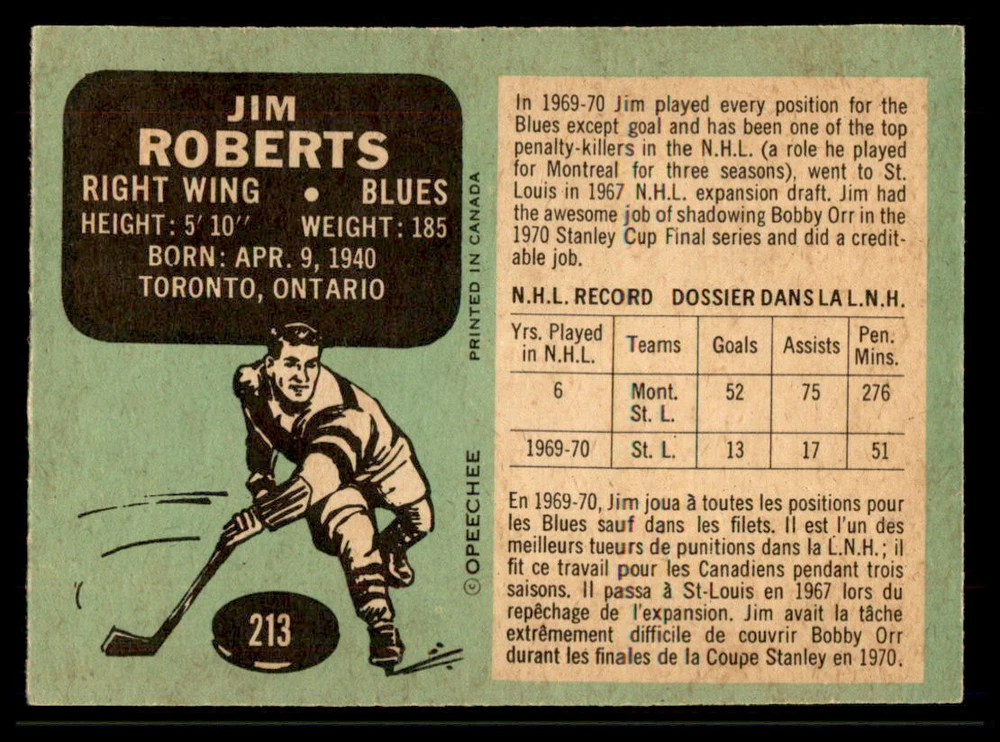 JIM
ROBERTS
RIGHT WING • BLUES
HEIGHT: 5' 10" WEIGHT: 185
BORN: APR. 9, 1940
TORONTO, ONTARIO
213
© OPEECHEE PRINTED IN CANADA
In 1969-70 Jim played every position for the
Blues except goal and has been one of the top
penalty-killers in the N.H.L. (a role he played
for Montreal for three seasons), went to St.
Louis in 1967 N.H.L. expansion draft. Jim had
the awesome job of shadowing Bobby Orr in the
1970 Stanley Cup Final series and did a credit-
able job.
N.H.L. RECORD DOSSIER DANS LA L.N.H.
Yrs. Played in N.H.L. Teams Goals Assists Pen. Mins.
6 Mont. St. L. 52 75 276
1969-70 St. L. 13 17 51
En 1969-70, Jim joua à toutes les positions pour
les Blues sauf dans les filets. Il est l'un des
meilleurs tueurs de punitions dans la L.N.H.; il
fit ce travail pour les Canadiens pendant trois
saisons. Il passa à St-Louis en 1967 lors du
repêchage de l'expansion. Jim avait la tâche
extrêmement difficile de couvrir Bobby Orr
durant les finales de la Coupe Stanley en 1970.